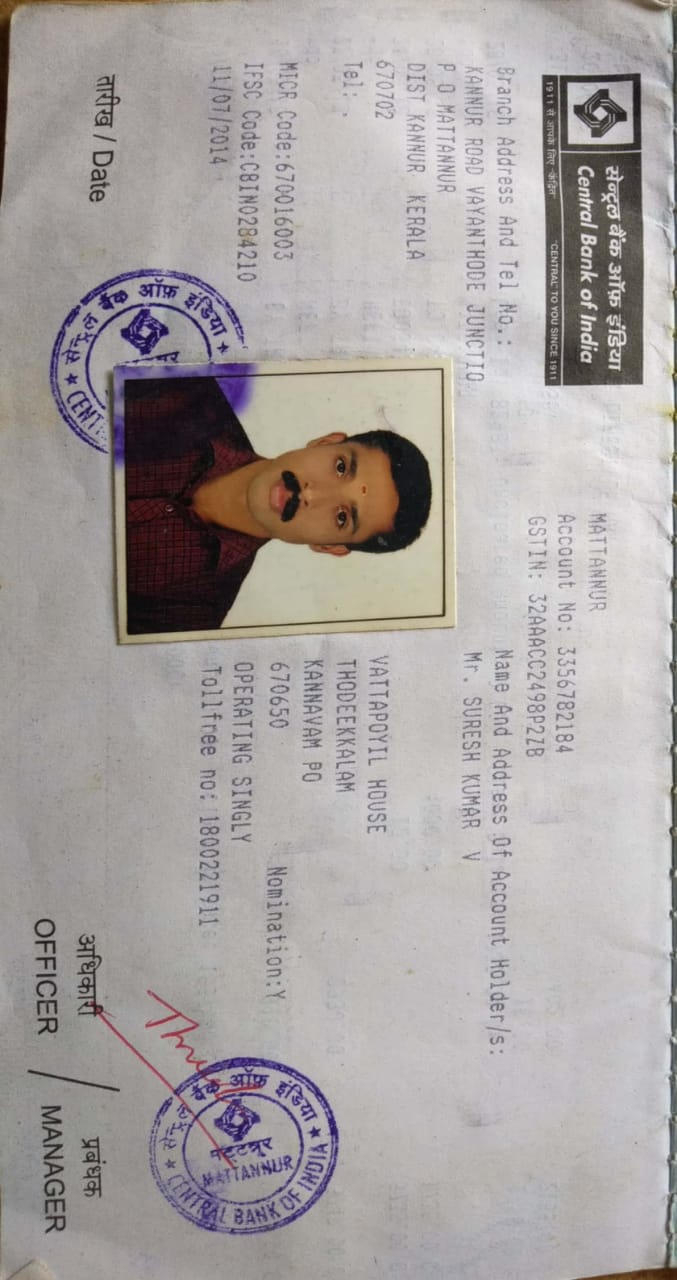 सेन्ट्रल बैंक ऑफ़ इंडिया
Central Bank of India
1911 से आपके लिए "केंद्रित" "CENTRAL" TO YOU SINCE 1911
MATTANNUR
Account No: 3356782184
GSTIN: 32AAACC2498P2ZB
Branch Address And Tel No.:
KANNUR ROAD VAYANTHODE JUNCTIO
P O MATTANNUR
DIST KANNUR KERALA
670702
Tel: .
MICR Code:670016003
IFSC Code:CBIN0284210
11/07/2014
Name And Address Of Account Holder/s:
Mr. SURESH KUMAR V
VATTAPOYIL HOUSE
THODEEKKALAM
KANNAVAM PO
670650 Nomination:Y
OPERATING SINGLY
Tollfree no: 1800221911
तारीख / Date
सेन्ट्रल बैंक ऑफ़ इंडिया
CENTRAL
सेन्ट्रल बैंक ऑफ़ इंडिया
मट्टन्नूर
MATTANNUR
CENTRAL BANK OF INDIA
अधिकारी / प्रबंधक
OFFICER / MANAGER